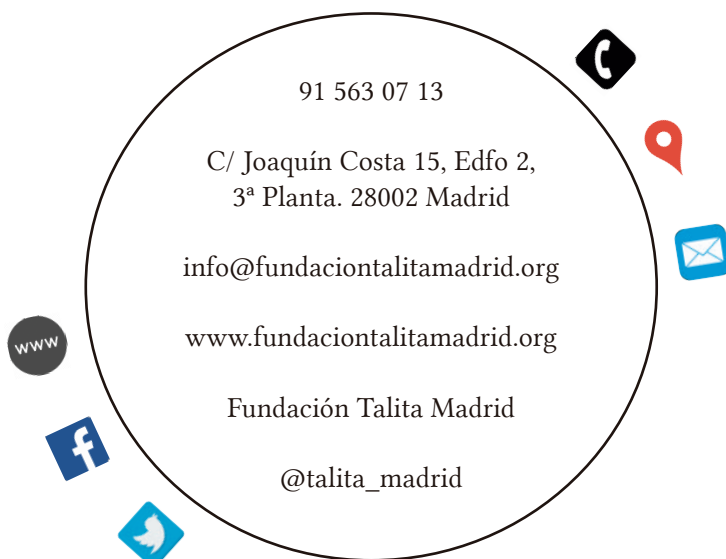 91 563 07 13
C/ Joaquín Costa 15, Edfo 2,
3ª Planta. 28002 Madrid
info@fundaciontalitamadrid.org
www.fundaciontalitamadrid.org
www
Fundación Talita Madrid
@talita_madrid